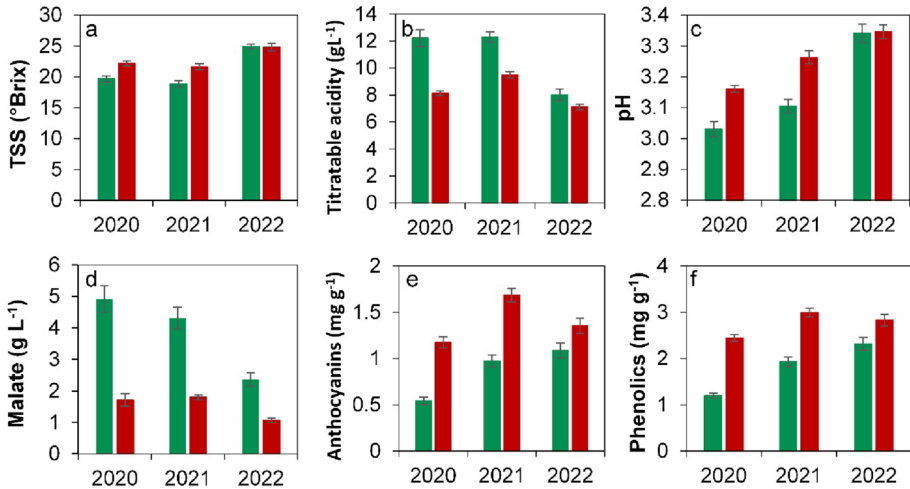 a
TSS (°Brix)
30
25
20
15
10
5
0
2020 2021 2022
b
Titratable acidity (gL-1)
14
12
10
8
6
4
2
0
2020 2021 2022
c
pH
3.4
3.3
3.2
3.1
3.0
2.9
2.8
2020 2021 2022
d
Malate (g L-1)
6
5
4
3
2
1
0
2020 2021 2022
e
Anthocyanins (mg g-1)
2
1.5
1
0.5
0
2020 2021 2022
f
Phenolics (mg g-1)
4
3
2
1
0
2020 2021 2022